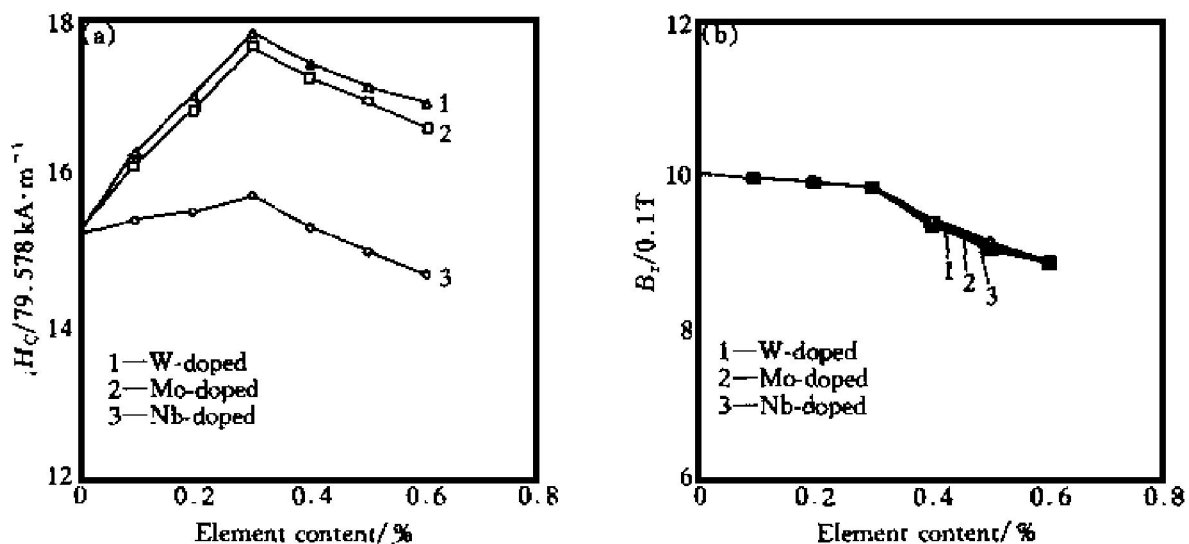 (a)
18
16
14
12
0
0.2
0.4
0.6
0.8
Element content/%
iHC/79.578 kA·m⁻¹
1
2
3
1—W-doped
2—Mo-doped
3—Nb-doped
(b)
12
10
8
6
0
0.2
0.4
0.6
0.8
Element content/%
Br/0.1T
1
2
3
1—W-doped
2—Mo-doped
3—Nb-doped